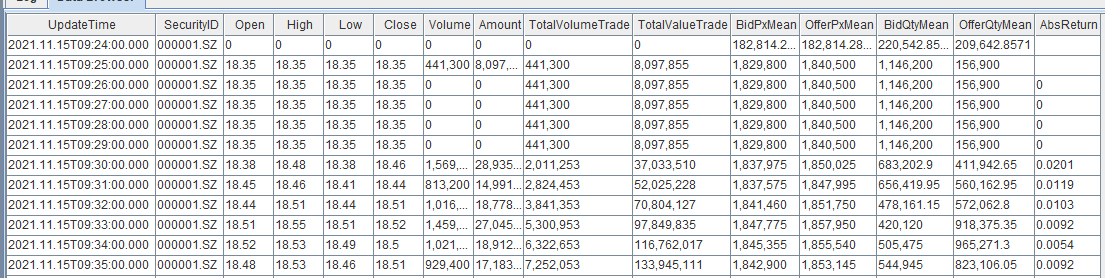 UpdateTime SecurityID Open High Low Close Volume Amount TotalVolumeTrade TotalValueTrade BidPxMean OfferPxMean BidQtyMean OfferQtyMean AbsReturn
2021.11.15T09:24:00.000 000001.SZ 0 0 0 0 0 0 0 0 182,814.2... 182,814.28... 220,542.85... 209,642.8571
2021.11.15T09:25:00.000 000001.SZ 18.35 18.35 18.35 18.35 441,300 8,097,... 441,300 8,097,855 1,829,800 1,840,500 1,146,200 156,900
2021.11.15T09:26:00.000 000001.SZ 18.35 18.35 18.35 18.35 0 0 441,300 8,097,855 1,829,800 1,840,500 1,146,200 156,900 0
2021.11.15T09:27:00.000 000001.SZ 18.35 18.35 18.35 18.35 0 0 441,300 8,097,855 1,829,800 1,840,500 1,146,200 156,900 0
2021.11.15T09:28:00.000 000001.SZ 18.35 18.35 18.35 18.35 0 0 441,300 8,097,855 1,829,800 1,840,500 1,146,200 156,900 0
2021.11.15T09:29:00.000 000001.SZ 18.35 18.35 18.35 18.35 0 0 441,300 8,097,855 1,829,800 1,840,500 1,146,200 156,900 0
2021.11.15T09:30:00.000 000001.SZ 18.38 18.48 18.38 18.46 1,569,... 28,935... 2,011,253 37,033,510 1,837,975 1,850,025 683,202.9 411,942.65 0.0201
2021.11.15T09:31:00.000 000001.SZ 18.45 18.46 18.41 18.44 813,200 14,991... 2,824,453 52,025,228 1,837,575 1,847,995 656,419.95 560,162.95 0.0119
2021.11.15T09:32:00.000 000001.SZ 18.44 18.51 18.44 18.51 1,016,... 18,778... 3,841,353 70,804,127 1,841,460 1,851,750 478,161.15 572,062.8 0.0103
2021.11.15T09:33:00.000 000001.SZ 18.51 18.55 18.51 18.52 1,459,... 27,045... 5,300,953 97,849,835 1,847,775 1,857,950 420,120 918,375.35 0.0092
2021.11.15T09:34:00.000 000001.SZ 18.52 18.53 18.49 18.5 1,021,... 18,912... 6,322,653 116,762,017 1,845,355 1,855,540 505,475 965,271.3 0.0054
2021.11.15T09:35:00.000 000001.SZ 18.48 18.53 18.46 18.51 929,400 17,183... 7,252,053 133,945,111 1,842,900 1,853,145 544,945 823,106.05 0.0092